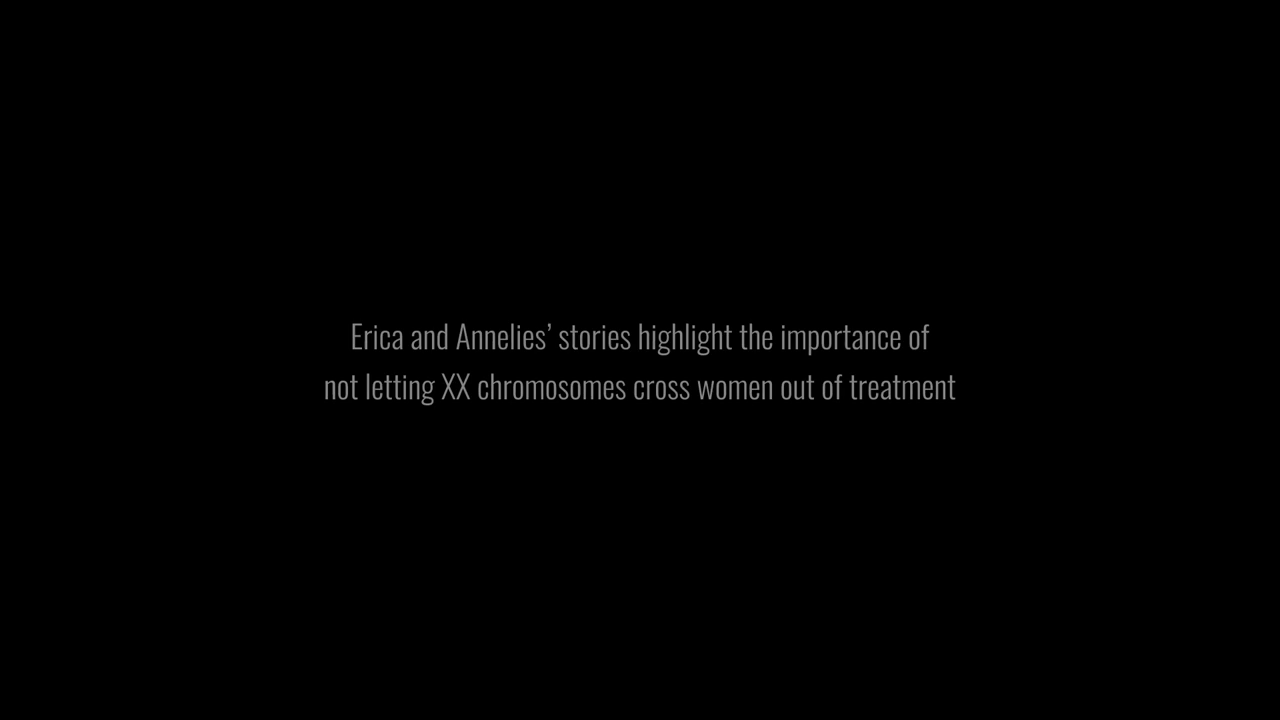 Erica and Annelies’ stories highlight the importance of
not letting XX chromosomes cross women out of treatment